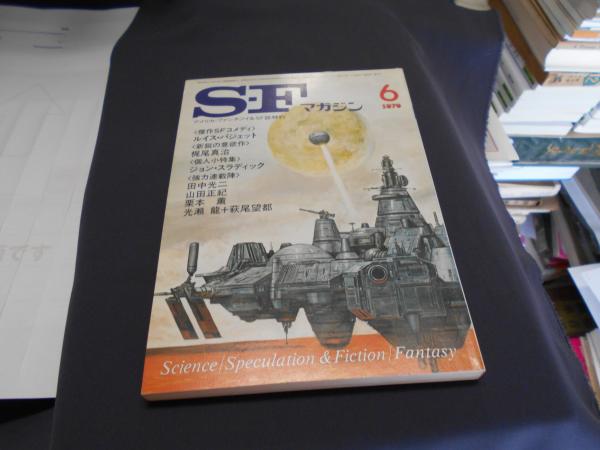 S-Fマガジン
6
1979
〈傑作SFコメディ〉
ルイス・パジェット
〈新鋭の意欲作〉
梶尾真治
〈個人小特集〉
ジョン・スラディック
〈強力連載陣〉
田中光二
山田正紀
栗本 薫
光瀬 龍+萩尾望都
Science/Speculation & Fiction/Fantasy
です